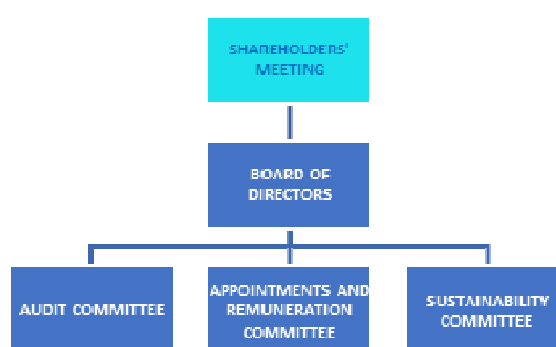 SHAREHOLDERS'
MEETING
BOARD OF
DIRECTORS
AUDIT COMMITTEE
APPOINTMENTS AND
REMUNERATION
COMMITTEE
SUSTAINABILITY
COMMITTEE